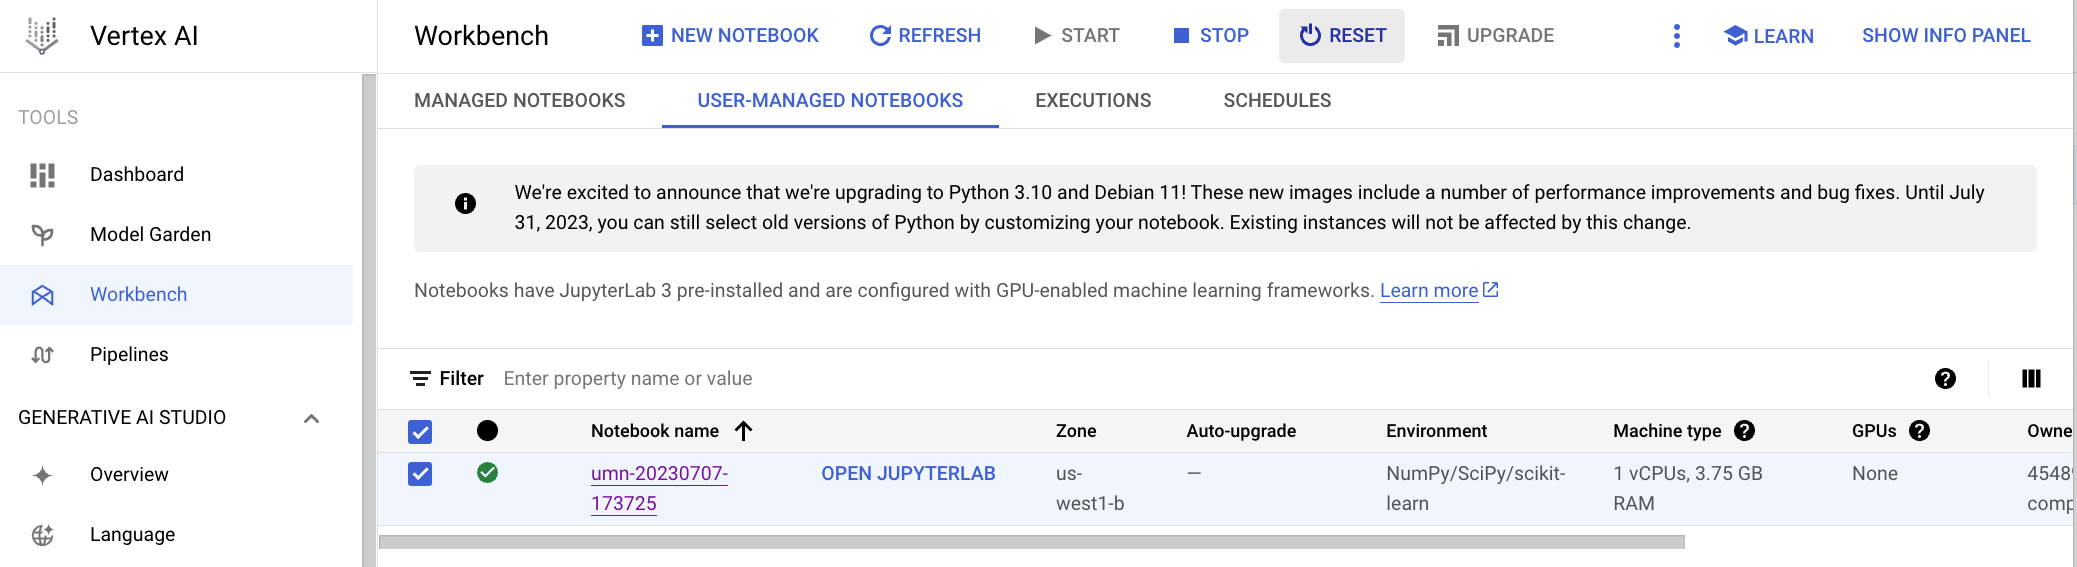 Vertex AI
Workbench
NEW NOTEBOOK
REFRESH
START
STOP
RESET
UPGRADE
LEARN
SHOW INFO PANEL
TOOLS
Dashboard
Model Garden
Workbench
Pipelines
GENERATIVE AI STUDIO
Overview
Language
MANAGED NOTEBOOKS
USER-MANAGED NOTEBOOKS
EXECUTIONS
SCHEDULES
We're excited to announce that we're upgrading to Python 3.10 and Debian 11! These new images include a number of performance improvements and bug fixes. Until July
31, 2023, you can still select old versions of Python by customizing your notebook. Existing instances will not be affected by this change.
Notebooks have JupyterLab 3 pre-installed and are configured with GPU-enabled machine learning frameworks. Learn more
Filter Enter property name or value
Notebook name
Zone
Auto-upgrade
Environment
Machine type
GPUs
Owne
umn-20230707-
173725
OPEN JUPYTERLAB
us-
west1-b
—
NumPy/SciPy/scikit-
learn
1 vCPUs, 3.75 GB
RAM
None
4548
comp